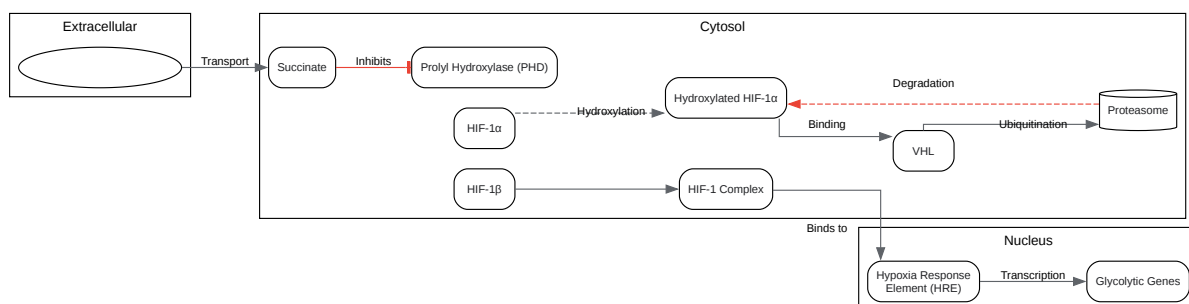 Extracellular
Cytosol
Transport
Succinate
Inhibits
Prolyl Hydroxylase (PHD)
Degradation
Hydroxylated HIF-1α
Proteasome
Hydroxylation
HIF-1α
Binding
Ubiquitination
VHL
HIF-1β
HIF-1 Complex
Binds to
Nucleus
Hypoxia Response
Element (HRE)
Transcription
Glycolytic Genes